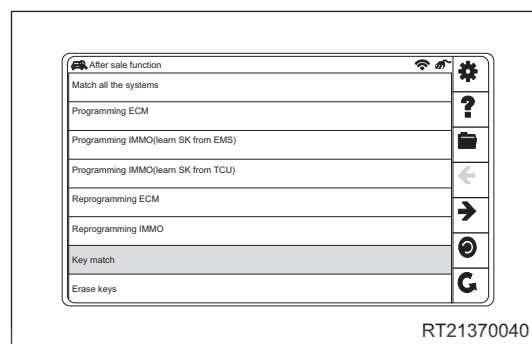 After sale function
Match all the systems
Programming ECM
?
Programming IMMO(learn SK from EMS)
Programming IMMO(learn SK from TCU)
Reprogramming ECM
Reprogramming IMMO
Key match
Erase keys
RT21370040